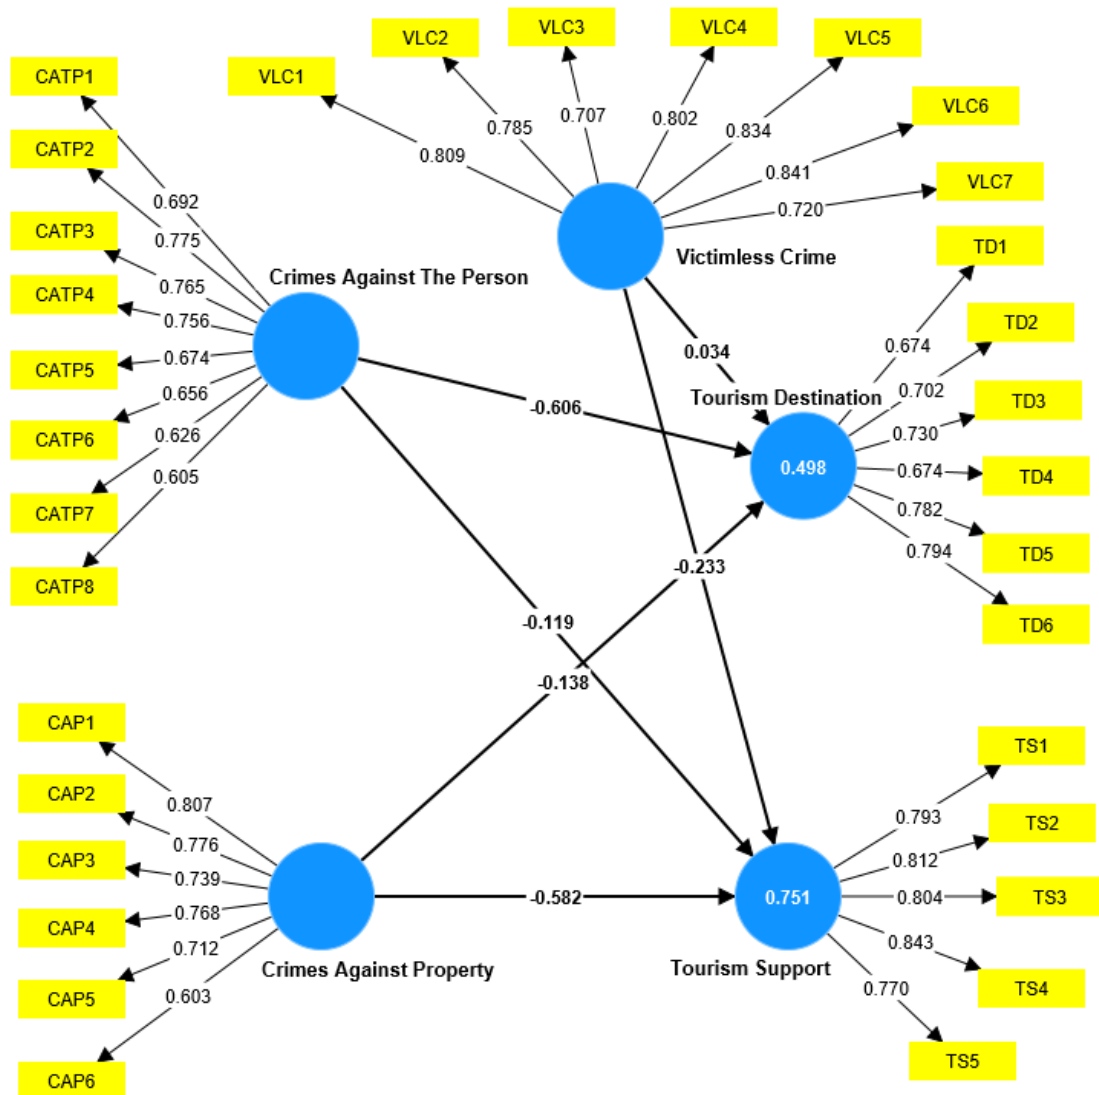 VLC2
VLC3
VLC4
VLC5
CATP1
VLC1
VLC6
CATP2
VLC7
CATP3
TD1
CATP4
CATP5
CATP6
CATP7
CATP8
0.809
0.785
0.707
0.802
0.834
0.841
0.720
0.692
0.775
0.765
0.756
0.674
0.656
0.626
0.605
Crimes Against The Person
Victimless Crime
0.034
-0.606
Tourism Destination
0.498
0.674
0.702
0.730
0.674
0.782
0.794
TD2
TD3
TD4
TD5
TD6
-0.233
-0.119
-0.138
CAP1
CAP2
CAP3
CAP4
CAP5
CAP6
0.807
0.776
0.739
0.768
0.712
0.603
Crimes Against Property
-0.582
0.751
Tourism Support
0.793
0.812
0.804
0.843
0.770
TS1
TS2
TS3
TS4
TS5